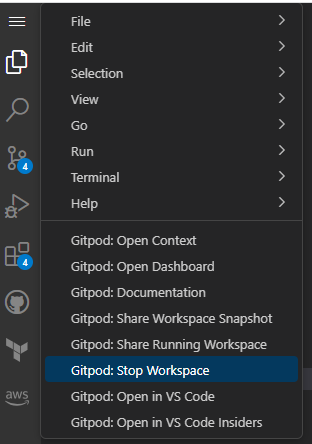 File
Edit
Selection
View
Go
Run
Terminal
Help
Gitpod: Open Context
Gitpod: Open Dashboard
Gitpod: Documentation
Gitpod: Share Workspace Snapshot
Gitpod: Share Running Workspace
Gitpod: Stop Workspace
Gitpod: Open in VS Code
Gitpod: Open in VS Code Insiders
4
4
aws